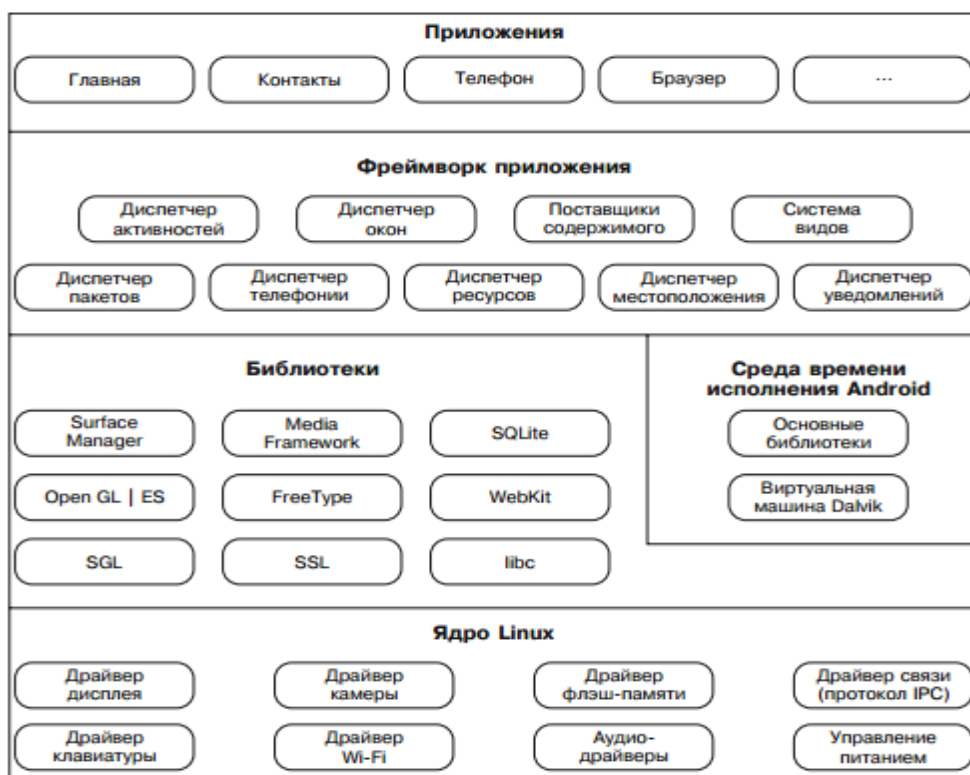 Приложения
Главная
Контакты
Телефон
Браузер
...
Фреймворк приложения
Диспетчер
активностей
Диспетчер
окон
Поставщики
содержимого
Система
видов
Диспетчер
пакетов
Диспетчер
телефонии
Диспетчер
ресурсов
Диспетчер
местоположения
Диспетчер
уведомлений
Библиотеки
Surface
Manager
Media
Framework
SQLite
Open GL | ES
FreeType
WebKit
SGL
SSL
libc
Среда времени
исполнения Android
Основные
библиотеки
Виртуальная
машина Dalvik
Ядро Linux
Драйвер
дисплея
Драйвер
камеры
Драйвер
флэш-памяти
Драйвер связи
(протокол IPC)
Драйвер
клавиатуры
Драйвер
Wi-Fi
Аудио-
драйверы
Управление
питанием